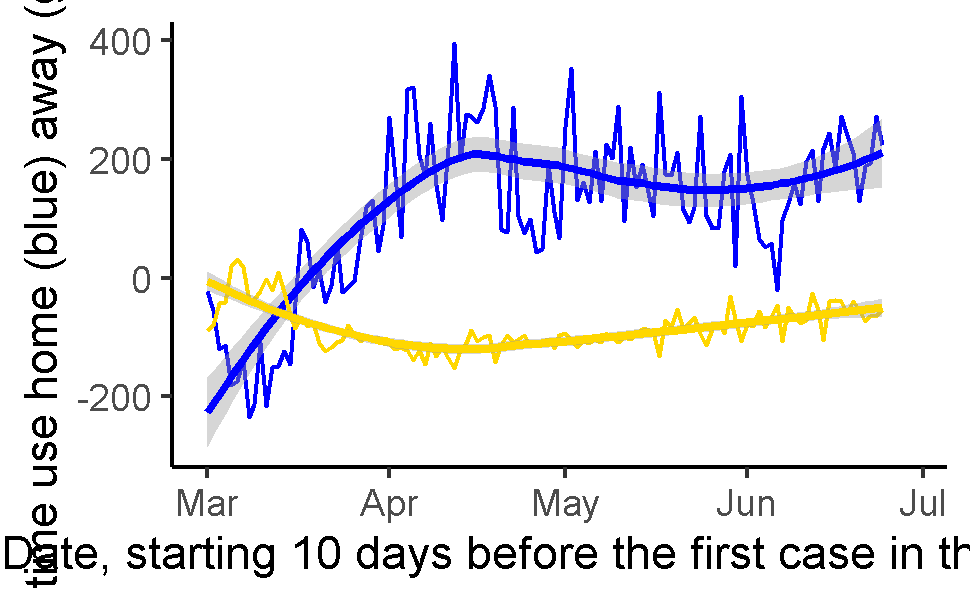 time use home (blue) away (
400
200
0
-200
Mar Apr May Jun Jul
Date, starting 10 days before the first case in th